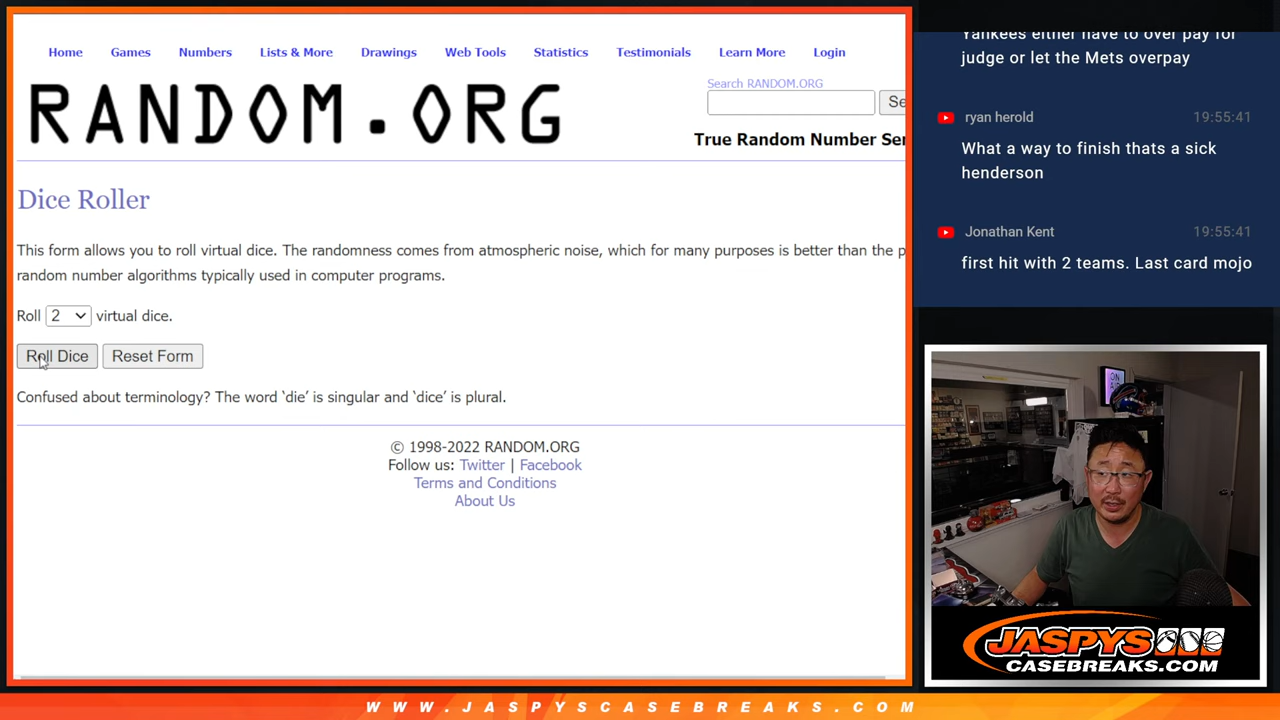 Home Games Numbers Lists & More Drawings Web Tools Statistics Testimonials Learn More Login
RANDOM.ORG
Search RANDOM.ORG
Se
True Random Number Ser
Dice Roller
This form allows you to roll virtual dice. The randomness comes from atmospheric noise, which for many purposes is better than the p
random number algorithms typically used in computer programs.
Roll 2 virtual dice.
Roll Dice Reset Form
Confused about terminology? The word ‘die’ is singular and ‘dice’ is plural.
© 1998-2022 RANDOM.ORG
Follow us: Twitter | Facebook
Terms and Conditions
About Us
Yankees either have to over pay for
judge or let the Mets overpay
ryan herold 19:55:41
What a way to finish thats a sick
henderson
Jonathan Kent 19:55:41
first hit with 2 teams. Last card mojo
ON AIR
JASPYS
CASEBREAKS.COM
WWW.JASPYSCASEBREAKS.COM